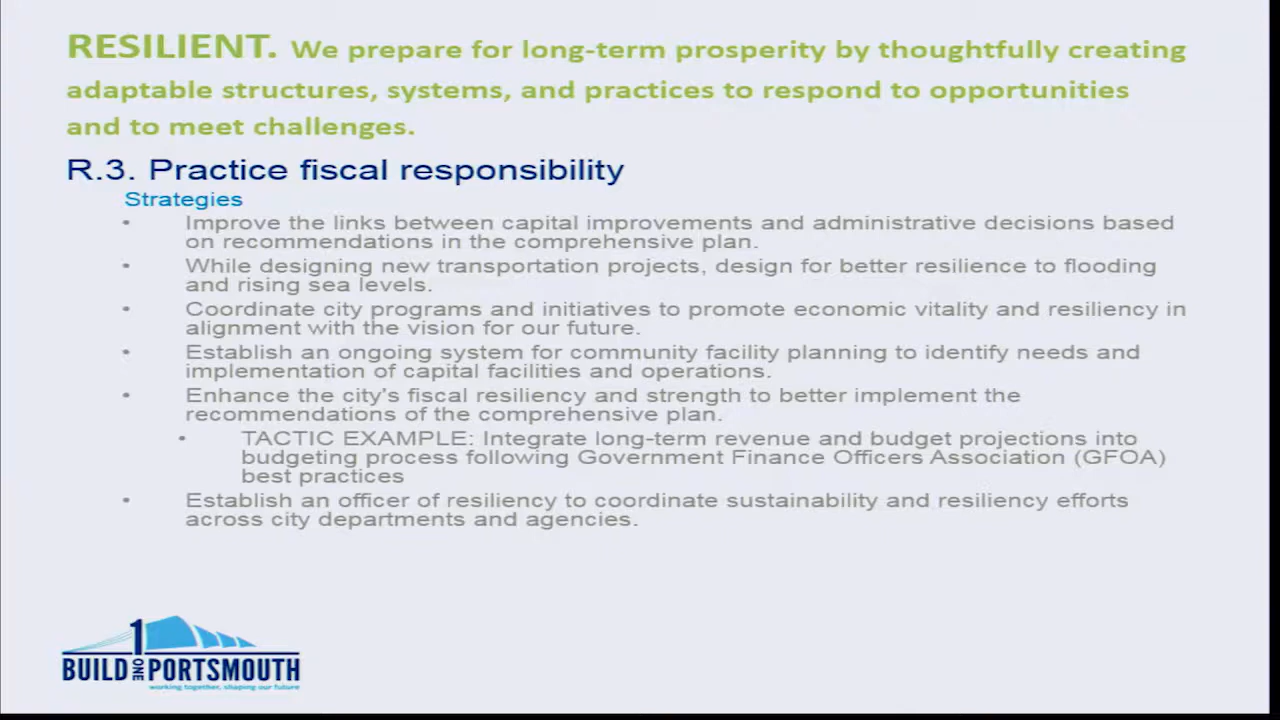 RESILIENT. We prepare for long-term prosperity by thoughtfully creating
adaptable structures, systems, and practices to respond to opportunities
and to meet challenges.
R.3. Practice fiscal responsibility
Strategies
• Improve the links between capital improvements and administrative decisions based
on recommendations in the comprehensive plan.
• While designing new transportation projects, design for better resilience to flooding
and rising sea levels.
• Coordinate city programs and initiatives to promote economic vitality and resiliency in
alignment with the vision for our future.
• Establish an ongoing system for community facility planning to identify needs and
implementation of capital facilities and operations.
• Enhance the city's fiscal resiliency and strength to better implement the
recommendations of the comprehensive plan.
• TACTIC EXAMPLE: Integrate long-term revenue and budget projections into
budgeting process following Government Finance Officers Association (GFOA)
best practices
• Establish an officer of resiliency to coordinate sustainability and resiliency efforts
across city departments and agencies.
BUILD 1 ONE PORTSMOUTH
working together, shaping our future